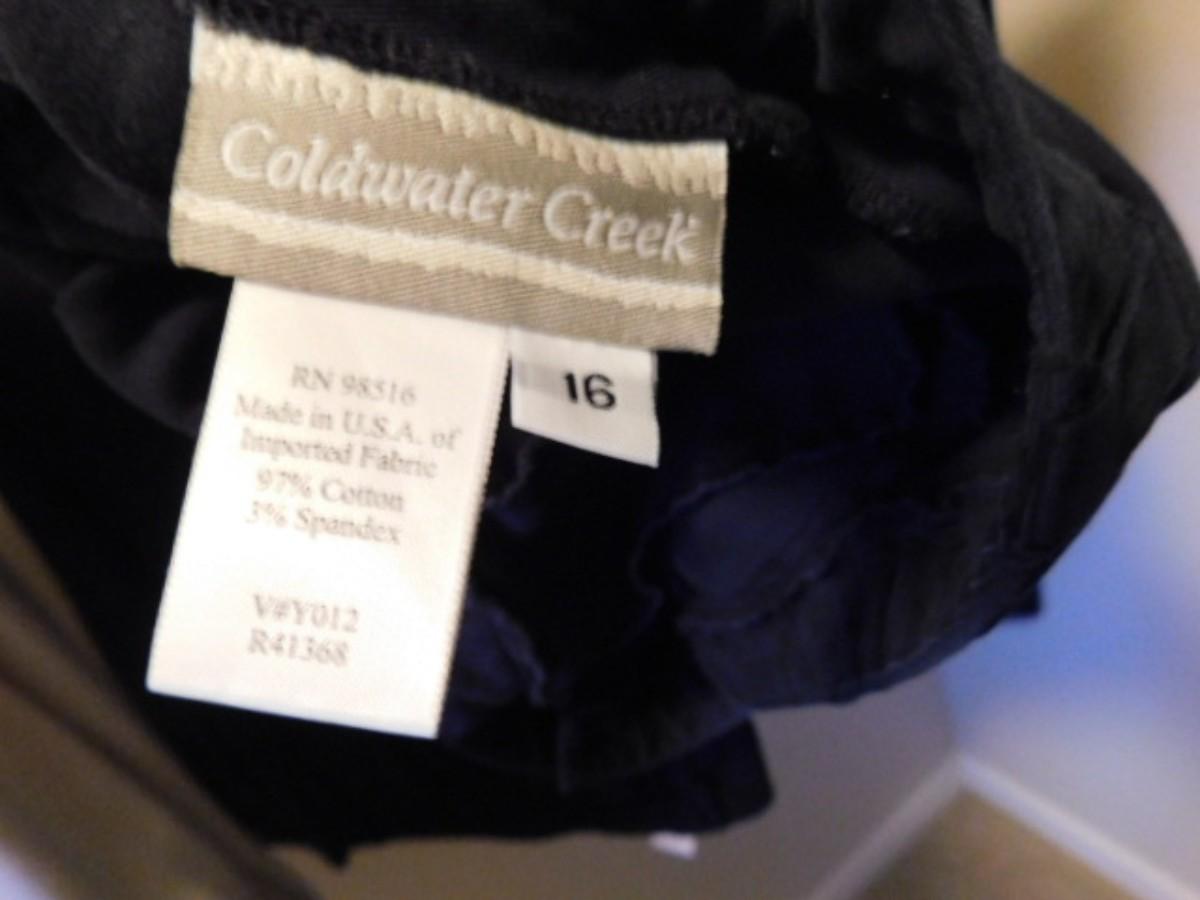 Coldwater Creek
16
RN 98516
Made in U.S.A. of
Imported Fabric
97% Cotton
3% Spandex
V#Y012
R41368